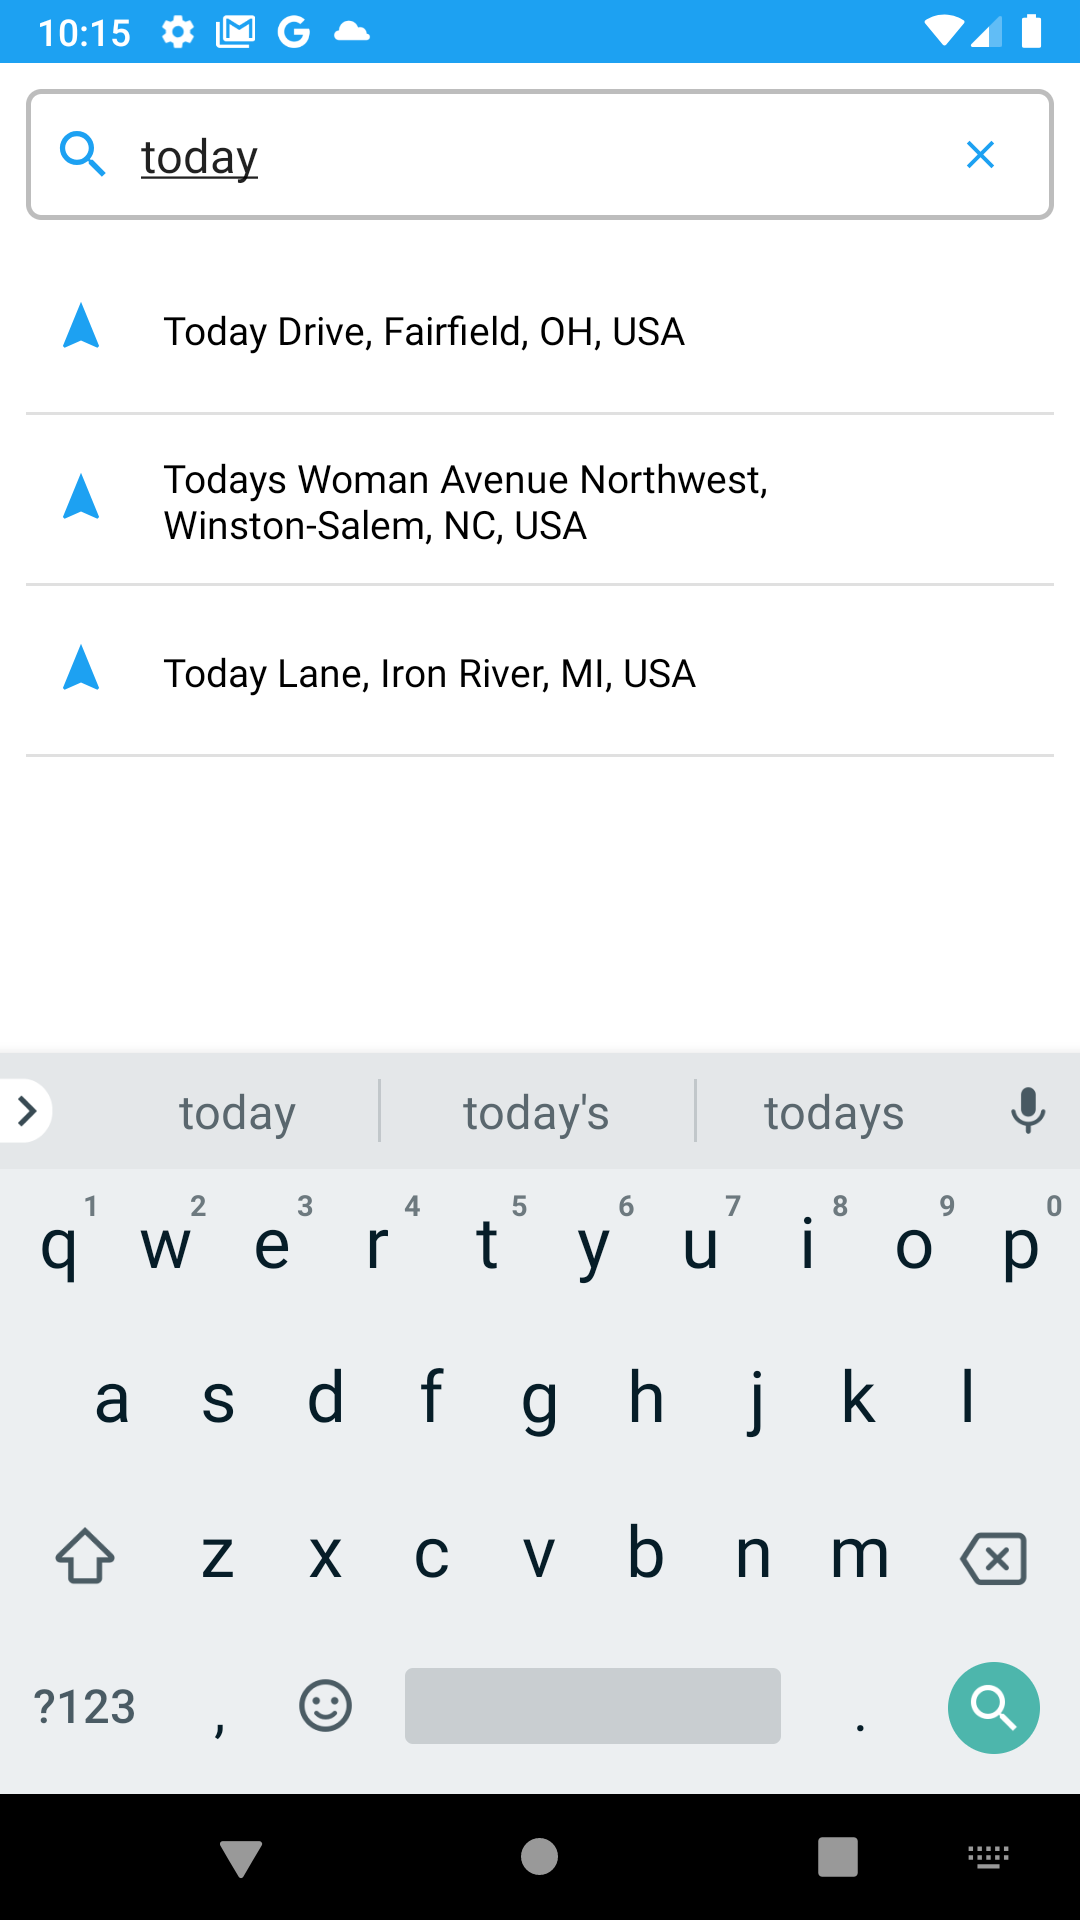 10:15
today
Today Drive, Fairfield, OH, USA
Todays Woman Avenue Northwest,
Winston-Salem, NC, USA
Today Lane, Iron River, MI, USA
today today's todays
1 2 3 4 5 6 7 8 9 0
q w e r t y u i o p
a s d f g h j k l
z x c v b n m
?123 , .